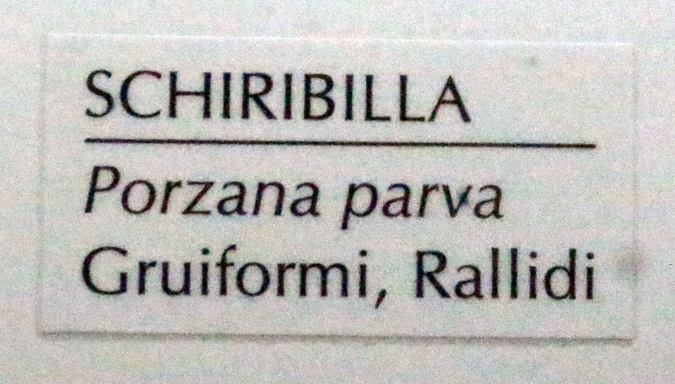 SCHIRIBILLA
Porzana parva
Gruiformi, Rallidi